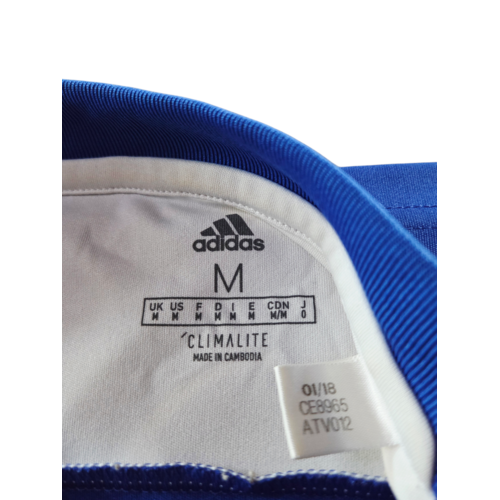 adidas
M
UK US F D I E CDN J
M M M M M M M/M O
CLIMALITE
MADE IN CAMBODIA
01/18
CE8965
ATV012